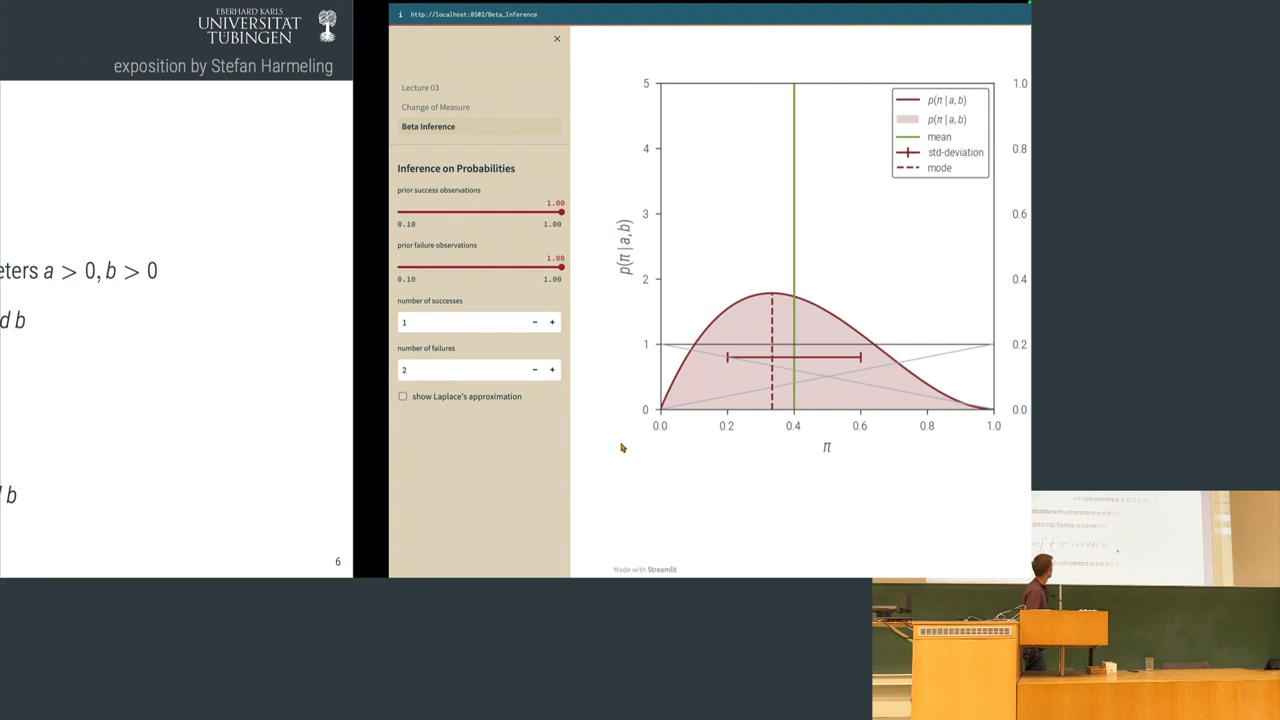 EBERHARD KARLS
UNIVERSITÄT
TÜBINGEN
exposition by Stefan Harmeling
eters a > 0, b > 0
d b
l b
6
i http://localhost:8502/Beta_Inference
×
Lecture 03
Change of Measure
Beta Inference
Inference on Probabilities
prior success observations
1.00
0.10 1.00
prior failure observations
1.00
0.10 1.00
number of successes
1 − +
number of failures
2 − +
show Laplace's approximation
p(π | a, b)
p(π | a, b)
mean
std-deviation
mode
p(π | a, b)
5
4
3
2
1
0
1.0
0.8
0.6
0.4
0.2
0.0
0.0 0.2 0.4 0.6 0.8 1.0
π
Made with Streamlit